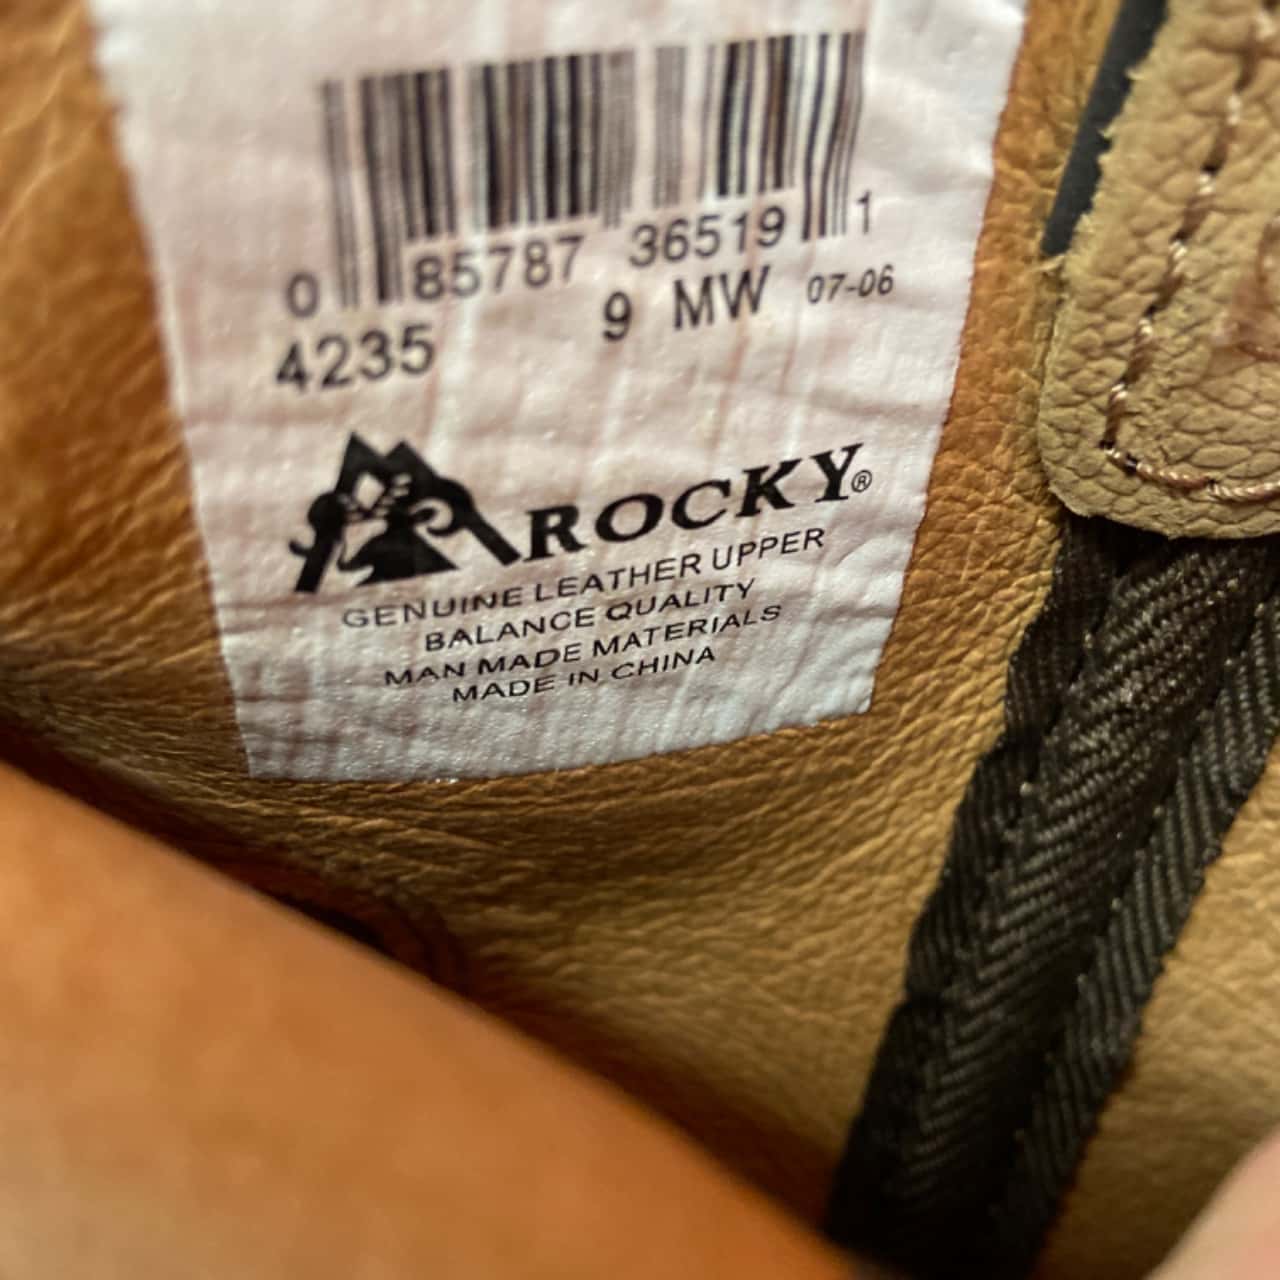 0 85787 36519 1
4235 9 MW 07-06
ROCKY®
GENUINE LEATHER UPPER
BALANCE QUALITY
MAN MADE MATERIALS
MADE IN CHINA